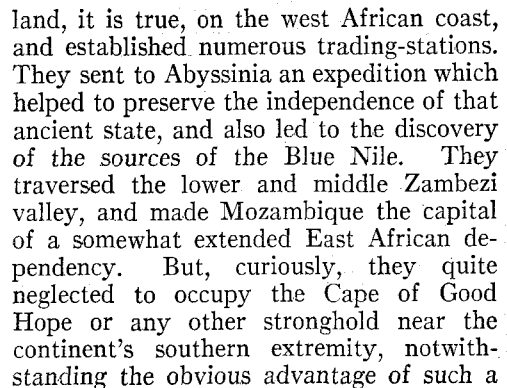 land, it is true, on the west African coast,
and established numerous trading-stations.
They sent to Abyssinia an expedition which
helped to preserve the independence of that
ancient state, and also led to the discovery
of the sources of the Blue Nile. They
traversed the lower and middle Zambezi
valley, and made Mozambique the capital
of a somewhat extended East African de-
pendency. But, curiously, they quite
neglected to occupy the Cape of Good
Hope or any other stronghold near the
continent's southern extremity, notwith-
standing the obvious advantage of such a